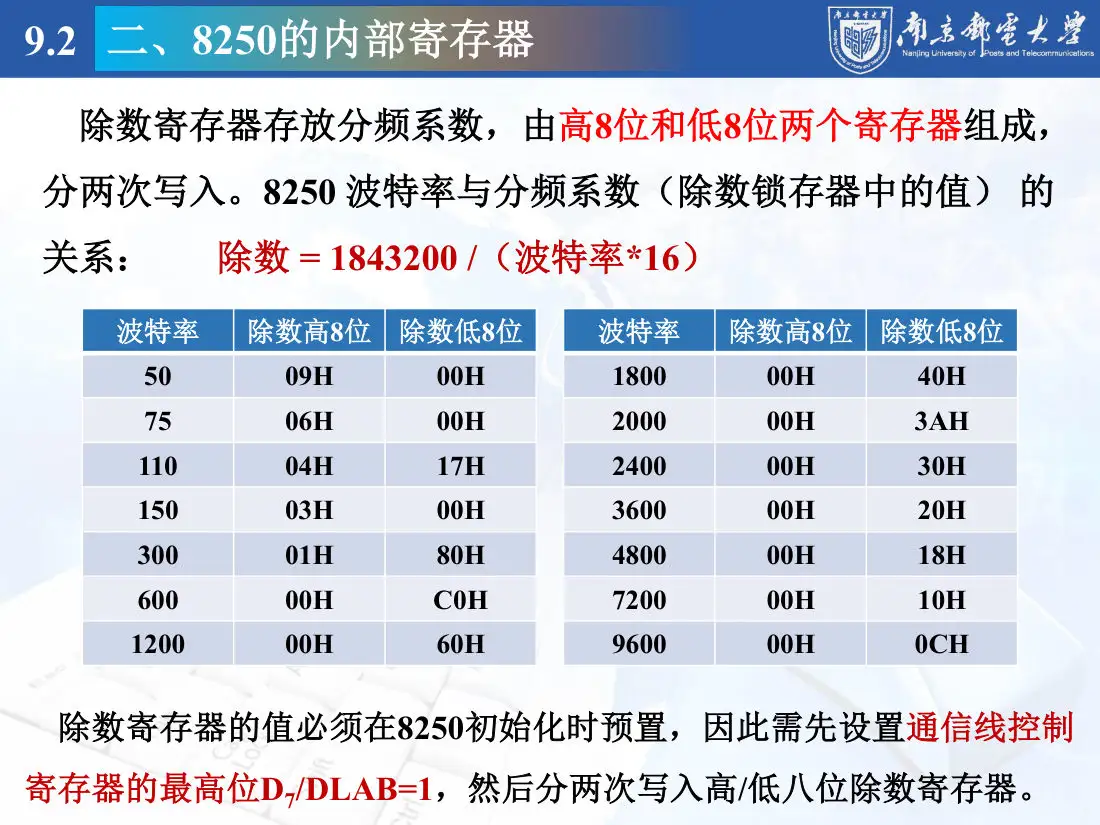 9.2 二、8250的内部寄存器
南京邮电大学
Nanjing University of Posts and Telecommunications
除数寄存器存放分频系数，由高8位和低8位两个寄存器组成，
分两次写入。8250 波特率与分频系数（除数锁存器中的值） 的
关系： 除数 = 1843200 /（波特率*16）
波特率 除数高8位 除数低8位
50 09H 00H
75 06H 00H
110 04H 17H
150 03H 00H
300 01H 80H
600 00H C0H
1200 00H 60H
波特率 除数高8位 除数低8位
1800 00H 40H
2000 00H 3AH
2400 00H 30H
3600 00H 20H
4800 00H 18H
7200 00H 10H
9600 00H 0CH
除数寄存器的值必须在8250初始化时预置，因此需先设置通信线控制
寄存器的最高位D7/DLAB=1，然后分两次写入高/低八位除数寄存器。